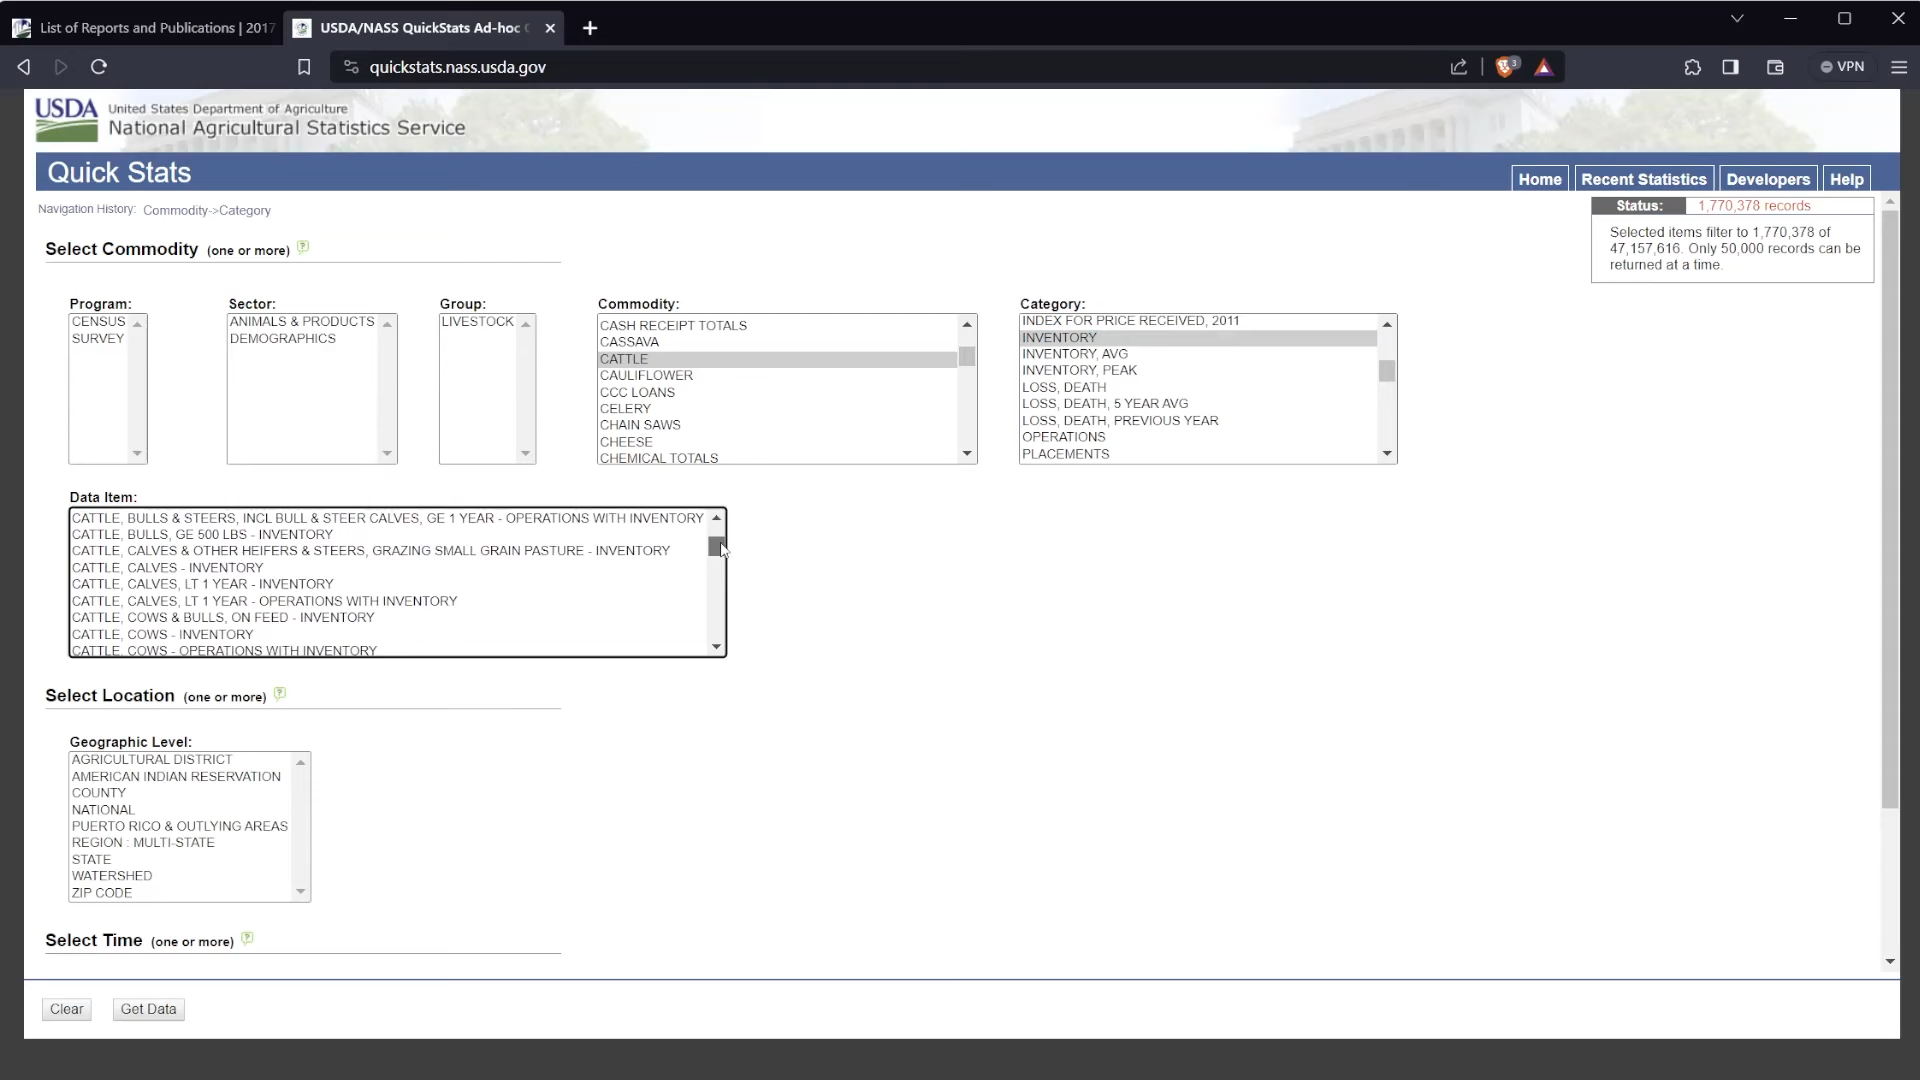 List of Reports and Publications | 2017
USDA/NASS QuickStats Ad-hoc
quickstats.nass.usda.gov
3
VPN
USDA
United States Department of Agriculture
National Agricultural Statistics Service
Quick Stats
Home
Recent Statistics
Developers
Help
Navigation History: Commodity->Category
Status: 1,770,378 records
Selected items filter to 1,770,378 of
47,157,616. Only 50,000 records can be
returned at a time.
Select Commodity (one or more) ?
Program:
CENSUS
SURVEY
Sector:
ANIMALS & PRODUCTS
DEMOGRAPHICS
Group:
LIVESTOCK
Commodity:
CASH RECEIPT TOTALS
CASSAVA
CATTLE
CAULIFLOWER
CCC LOANS
CELERY
CHAIN SAWS
CHEESE
CHEMICAL TOTALS
Category:
INDEX FOR PRICE RECEIVED, 2011
INVENTORY
INVENTORY, AVG
INVENTORY, PEAK
LOSS, DEATH
LOSS, DEATH, 5 YEAR AVG
LOSS, DEATH, PREVIOUS YEAR
OPERATIONS
PLACEMENTS
Data Item:
CATTLE, BULLS & STEERS, INCL BULL & STEER CALVES, GE 1 YEAR - OPERATIONS WITH INVENTORY
CATTLE, BULLS, GE 500 LBS - INVENTORY
CATTLE, CALVES & OTHER HEIFERS & STEERS, GRAZING SMALL GRAIN PASTURE - INVENTORY
CATTLE, CALVES - INVENTORY
CATTLE, CALVES, LT 1 YEAR - INVENTORY
CATTLE, CALVES, LT 1 YEAR - OPERATIONS WITH INVENTORY
CATTLE, COWS & BULLS, ON FEED - INVENTORY
CATTLE, COWS - INVENTORY
CATTLE, COWS - OPERATIONS WITH INVENTORY
Select Location (one or more) ?
Geographic Level:
AGRICULTURAL DISTRICT
AMERICAN INDIAN RESERVATION
COUNTY
NATIONAL
PUERTO RICO & OUTLYING AREAS
REGION : MULTI-STATE
STATE
WATERSHED
ZIP CODE
Select Time (one or more) ?
Clear
Get Data